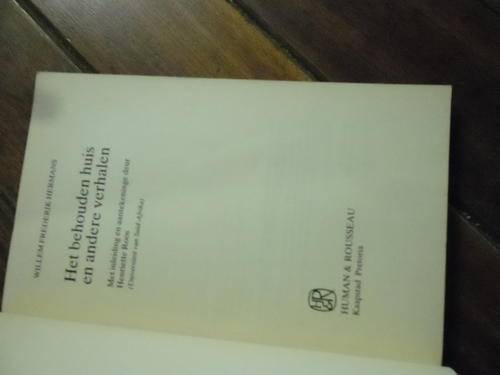 WILLEM FREDERIK HERMANS
Het behouden huis
en andere verhalen
Met inleiding en aantekeninge deur
Henriette Roos
(Universiteit van Suid-Afrika)
H&R
HUMAN & ROUSSEAU
Kaapstad Pretoria